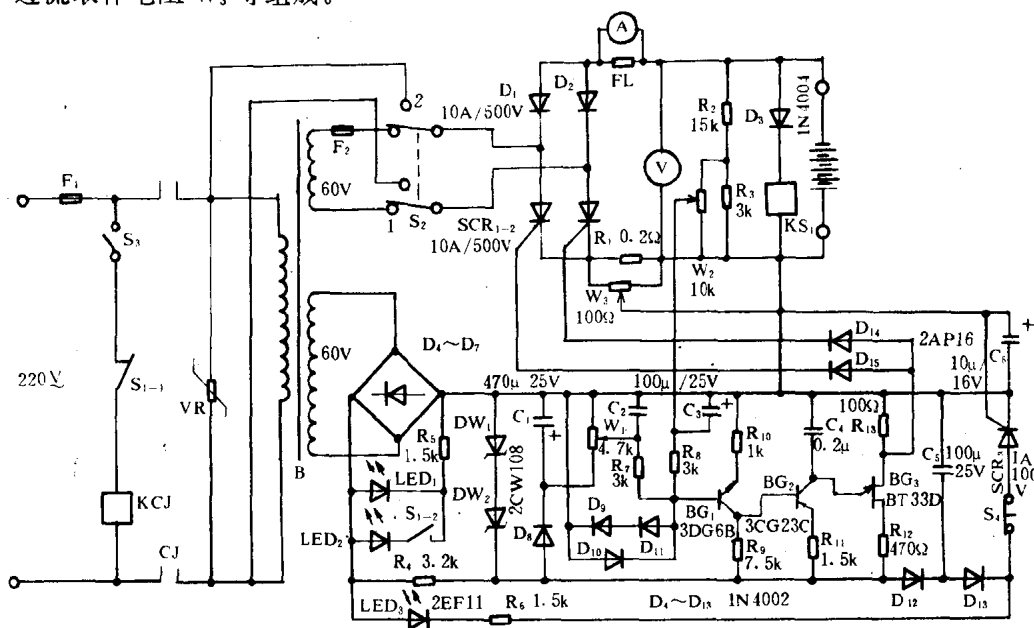 A
D₁
D₂
FL
2
10A/500V
R₂
15k
D₃
1N4004
F₂
V
60V
R₃
3k
F₁
S₂
1
SCR₁₋₂
10A/500V
R₁ 0.2Ω
KS₁
S₃
W₃
100Ω
W₂
10k
D₁₄
2AP16
60V
D₄~D₇
D₁₅
10μ/
16V
C₆
220V
S₁₋₁
470μ 25V
100μ/25V
VR
100Ω
R₁₃
R₅
1.5k
DW₁
C₁
W₁
4.7k
C₂
C₃
R₁₀
1k
C₄
0.2μ
C₅
100μ
25V
SCR₃
1A
100
V
B
LED₁
R₇
3k
R₈
3k
BG₂
BG₃
BT33D
KCJ
S₁₋₂
DW₂
2CW108
D₉
BG₁
3DG6B
3CG23C
S₄
LED₂
D₈
D₁₀
D₁₁
R₉
7.5k
R₁₁
1.5k
R₁₂
470Ω
CJ
R₄ 3.2k
LED₃
2EF11
R₆ 1.5k
D₄~D₁₃
1N4002
D₁₂
D₁₃